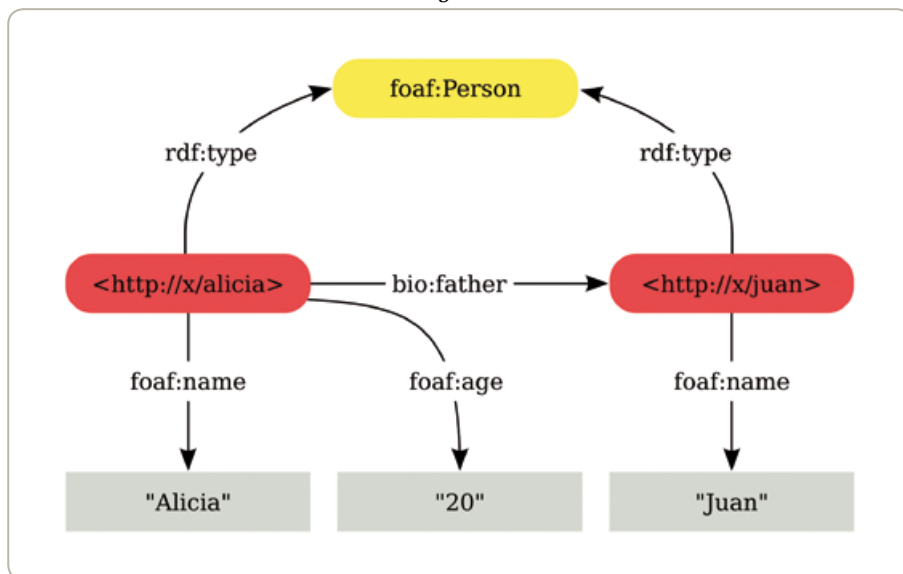 foaf:Person
rdf:type
rdf:type
<http://x/alicia>
bio:father
<http://x/juan>
foaf:name
foaf:age
foaf:name
"Alicia"
"20"
"Juan"